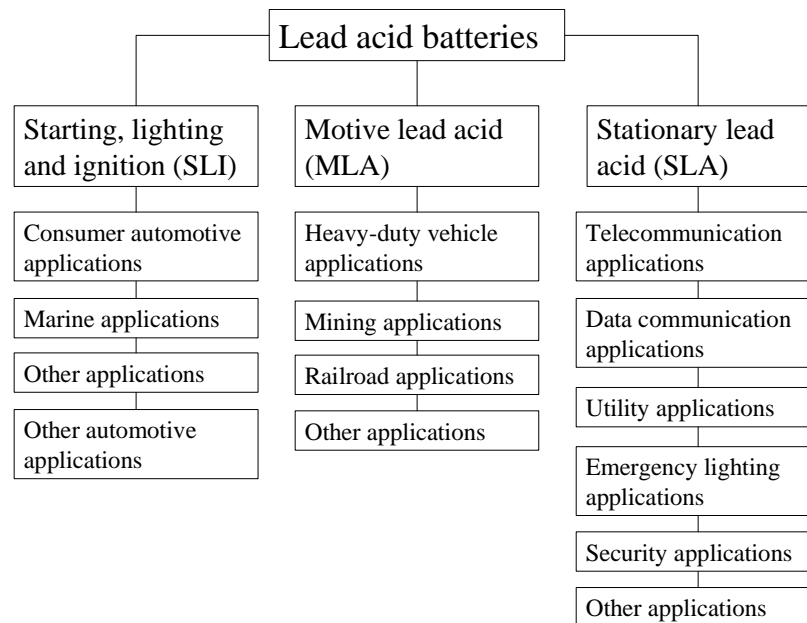 Lead acid batteries
Starting, lighting
and ignition (SLI)
Consumer automotive
applications
Marine applications
Other applications
Other automotive
applications
Motive lead acid
(MLA)
Heavy-duty vehicle
applications
Mining applications
Railroad applications
Other applications
Stationary lead
acid (SLA)
Telecommunication
applications
Data communication
applications
Utility applications
Emergency lighting
applications
Security applications
Other applications